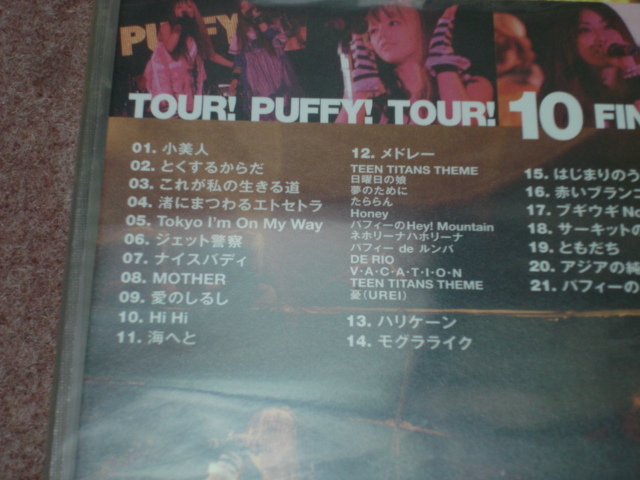 PUFFY
TOUR! PUFFY! TOUR! 10 FIN
01. 小美人
02. とくするからだ
03. これが私の生きる道
04. 渚にまつわるエトセトラ
05. Tokyo I'm On My Way
06. ジェット警察
07. ナイスバディ
08. MOTHER
09. 愛のしるし
10. Hi Hi
11. 海へと
12. メドレー
TEEN TITANS THEME
日曜日の娘
夢のために
たららん
Honey
パフィーのHey! Mountain
ネホリーナハホリーナ
パフィー de ルンバ
DE RIO
V・A・C・A・T・I・O・N
TEEN TITANS THEME
憂(UREI)
13. ハリケーン
14. モグラライク
15. はじまりのう
16. 赤いブランコ
17. ブギウギ No
18. サーキットの
19. ともだち
20. アジアの純
21. パフィーの